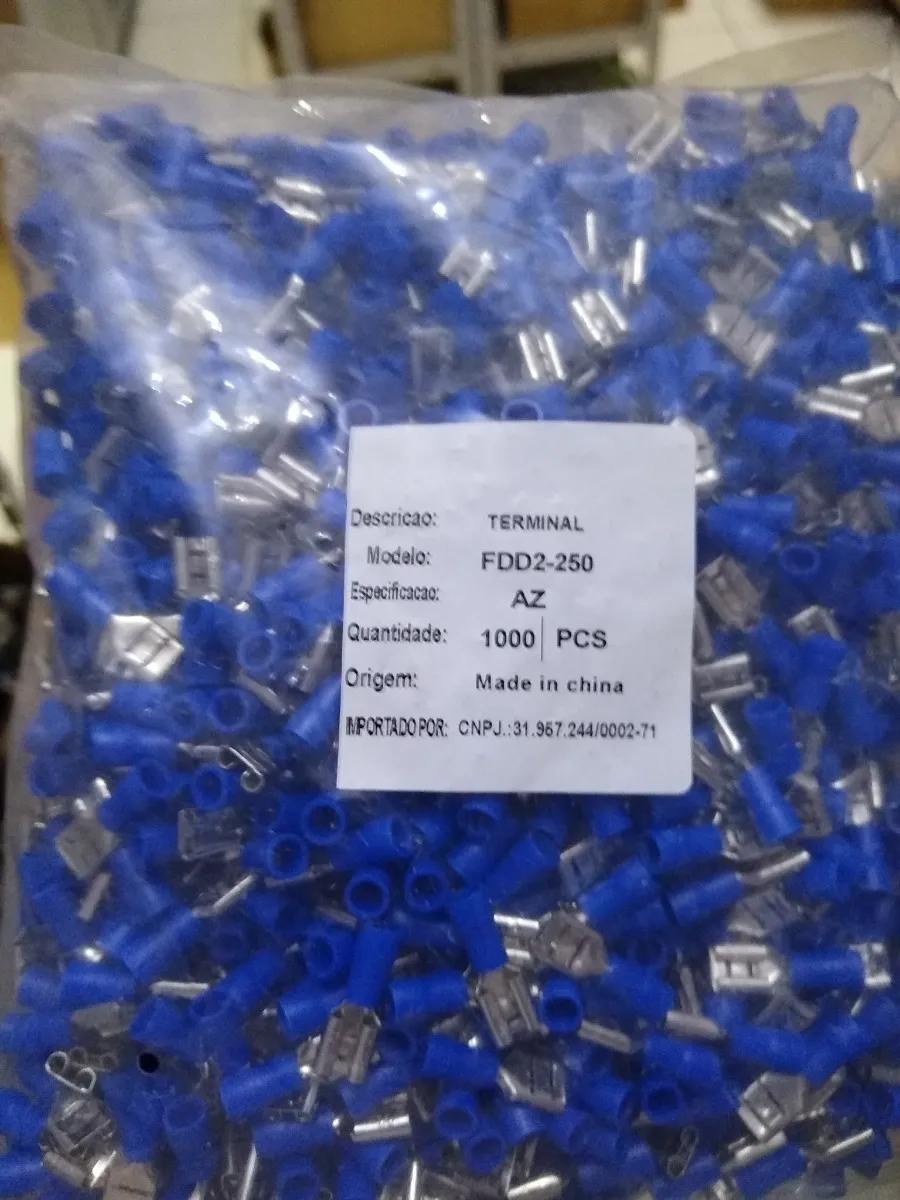 Descricao: TERMINAL
Modelo: FDD2-250
Especificacao: AZ
Quantidade: 1000 PCS
Origem: Made in china
IMPORTADO POR: CNPJ.:31.957.244/0002-71